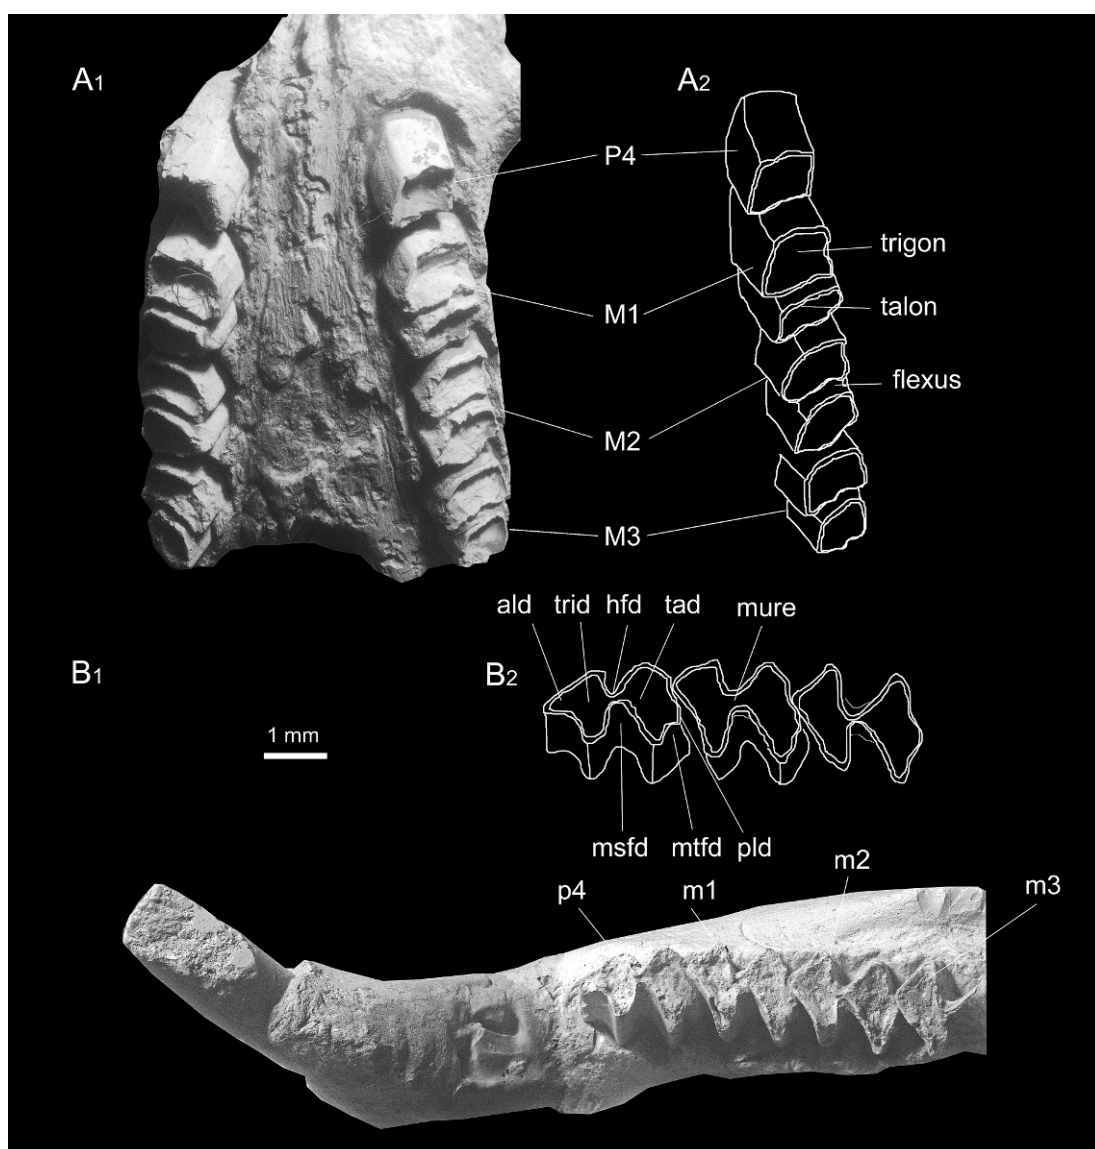 A1
A2
P4
trigon
M1
talon
flexus
M2
M3
ald trid hfd tad mure
B1
B2
1 mm
msfd mtfd pld
p4 m1 m2 m3